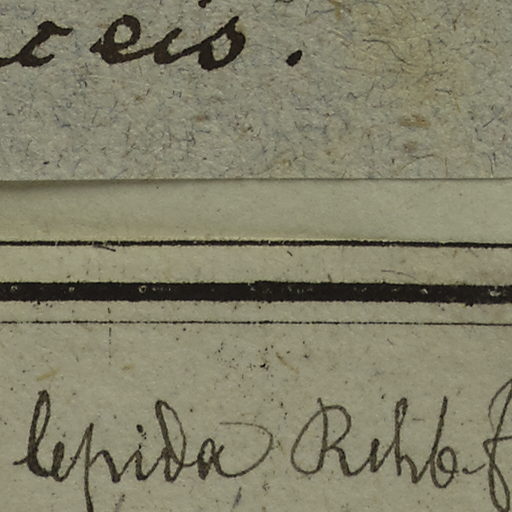 ceis.
lepida Rchb. f